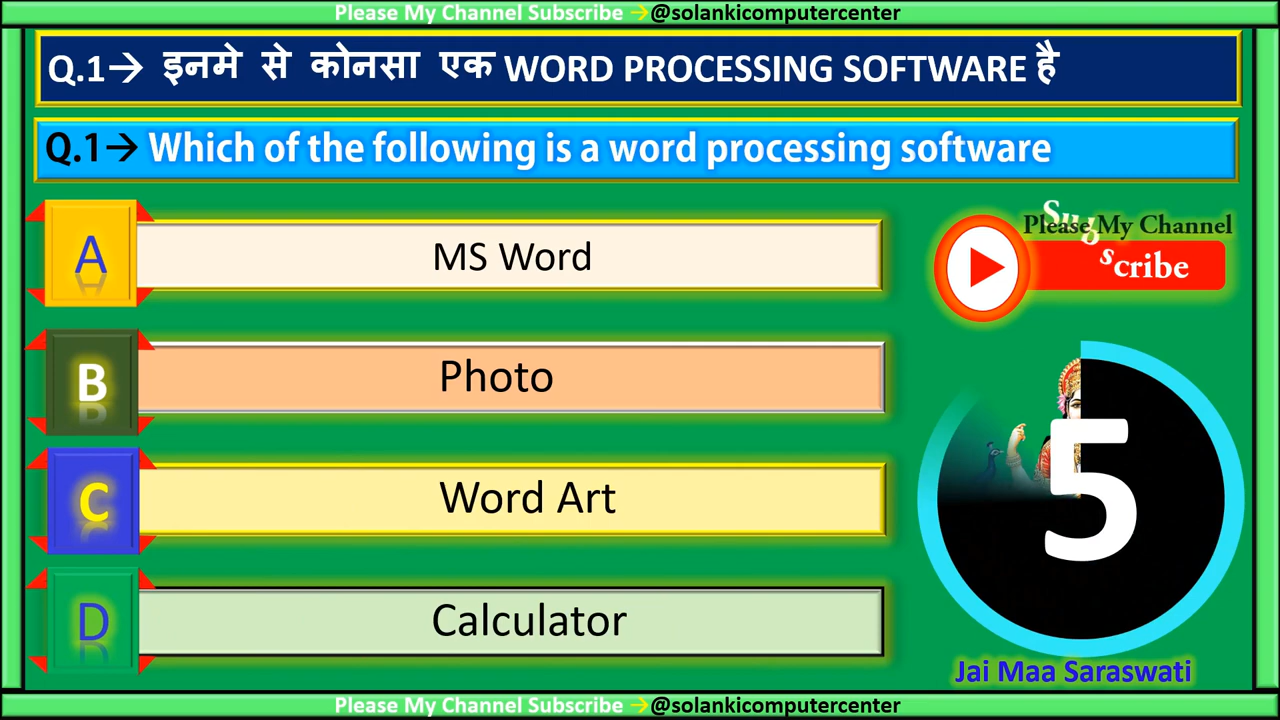 Please My Channel Subscribe →@solankicomputercenter
Q.1→ इनमे से कोनसा एक WORD PROCESSING SOFTWARE है
Q.1→ Which of the following is a word processing software
A MS Word
Please My Channel
Subscribe
B Photo
C Word Art
5
D Calculator
Jai Maa Saraswati
Please My Channel Subscribe →@solankicomputercenter